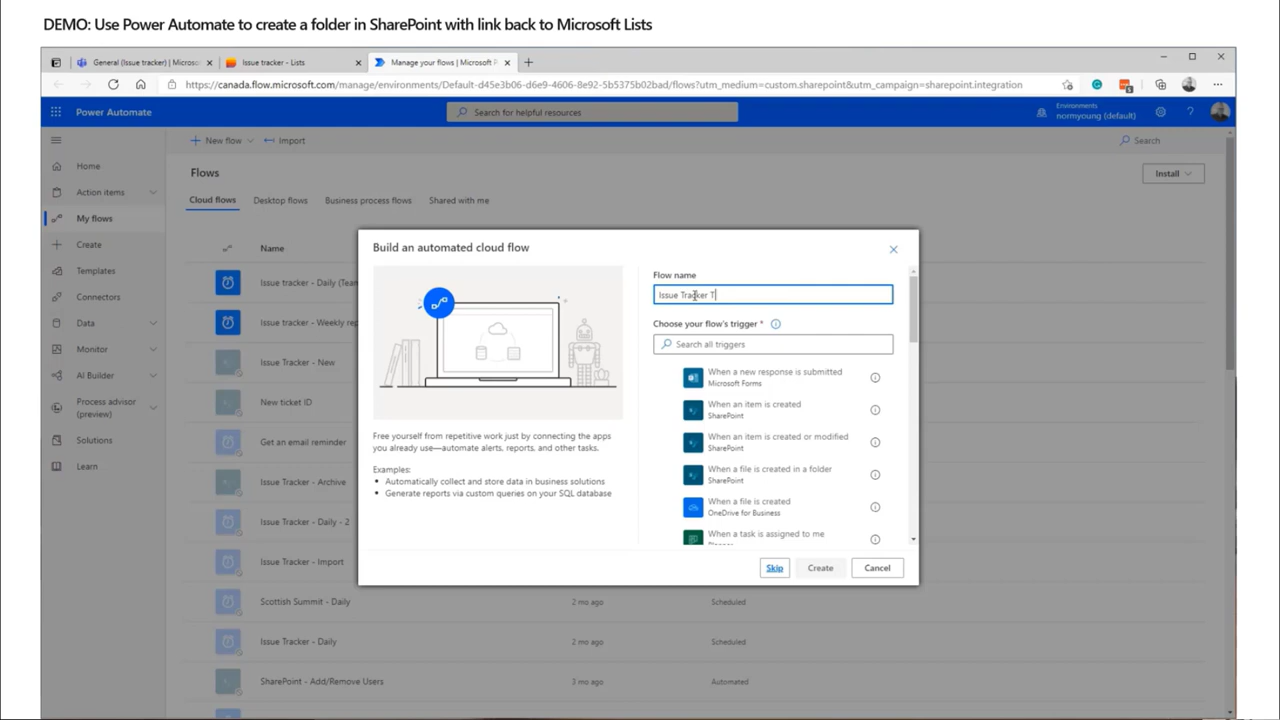 DEMO: Use Power Automate to create a folder in SharePoint with link back to Microsoft Lists
General (Issue tracker) | Microsoft
Issue tracker - Lists
Manage your flows | Microsoft P
https://canada.flow.microsoft.com/manage/environments/Default-d45e3b06-d6e9-4606-8e92-5b5375b02bad/flows?utm_medium=custom.sharepoint&utm_campaign=sharepoint.integration
Power Automate
Search for helpful resources
Environments
normyoung (default)
New flow
Import
Search
Home
Action items
My flows
Create
Templates
Connectors
Data
Monitor
AI Builder
Process advisor
(preview)
Solutions
Learn
Flows
Install
Cloud flows
Desktop flows
Business process flows
Shared with me
Name
Issue tracker - Daily (Team
Issue tracker - Weekly rep
Issue Tracker - New
New ticket ID
Get an email reminder
Issue Tracker - Archive
Issue Tracker - Daily - 2
Issue Tracker - Import
Scottish Summit - Daily
2 mo ago
Scheduled
Issue Tracker - Daily
2 mo ago
Scheduled
SharePoint - Add/Remove Users
3 mo ago
Automated
Build an automated cloud flow
Free yourself from repetitive work just by connecting the apps
you already use—automate alerts, reports, and other tasks.
Examples:
• Automatically collect and store data in business solutions
• Generate reports via custom queries on your SQL database
Flow name
Issue Tracker T
Choose your flow's trigger *
Search all triggers
When a new response is submitted
Microsoft Forms
When an item is created
SharePoint
When an item is created or modified
SharePoint
When a file is created in a folder
SharePoint
When a file is created
OneDrive for Business
When a task is assigned to me
Planner
Skip
Create
Cancel